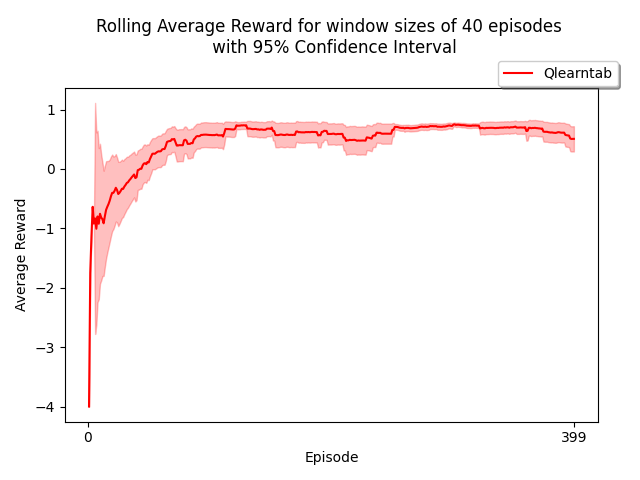 Rolling Average Reward for window sizes of 40 episodes
with 95% Confidence Interval
Qlearntab
1
0
−1
−2
−3
−4
Average Reward
0
399
Episode